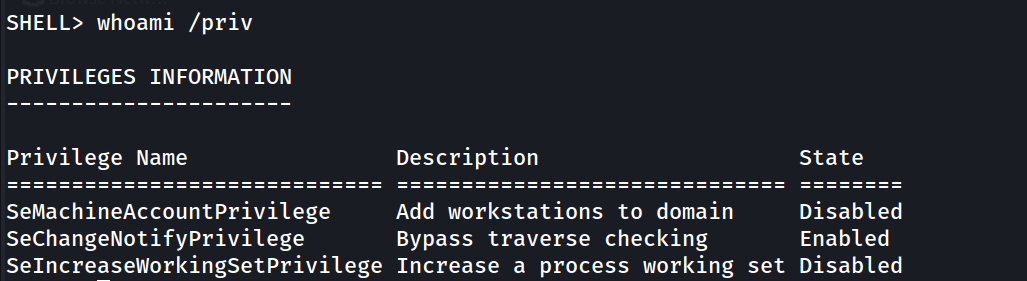 SHELL> whoami /priv
PRIVILEGES INFORMATION
----------------------
Privilege Name                Description                    State
============================= ============================== ========
SeMachineAccountPrivilege     Add workstations to domain     Disabled
SeChangeNotifyPrivilege       Bypass traverse checking       Enabled
SeIncreaseWorkingSetPrivilege Increase a process working set Disabled